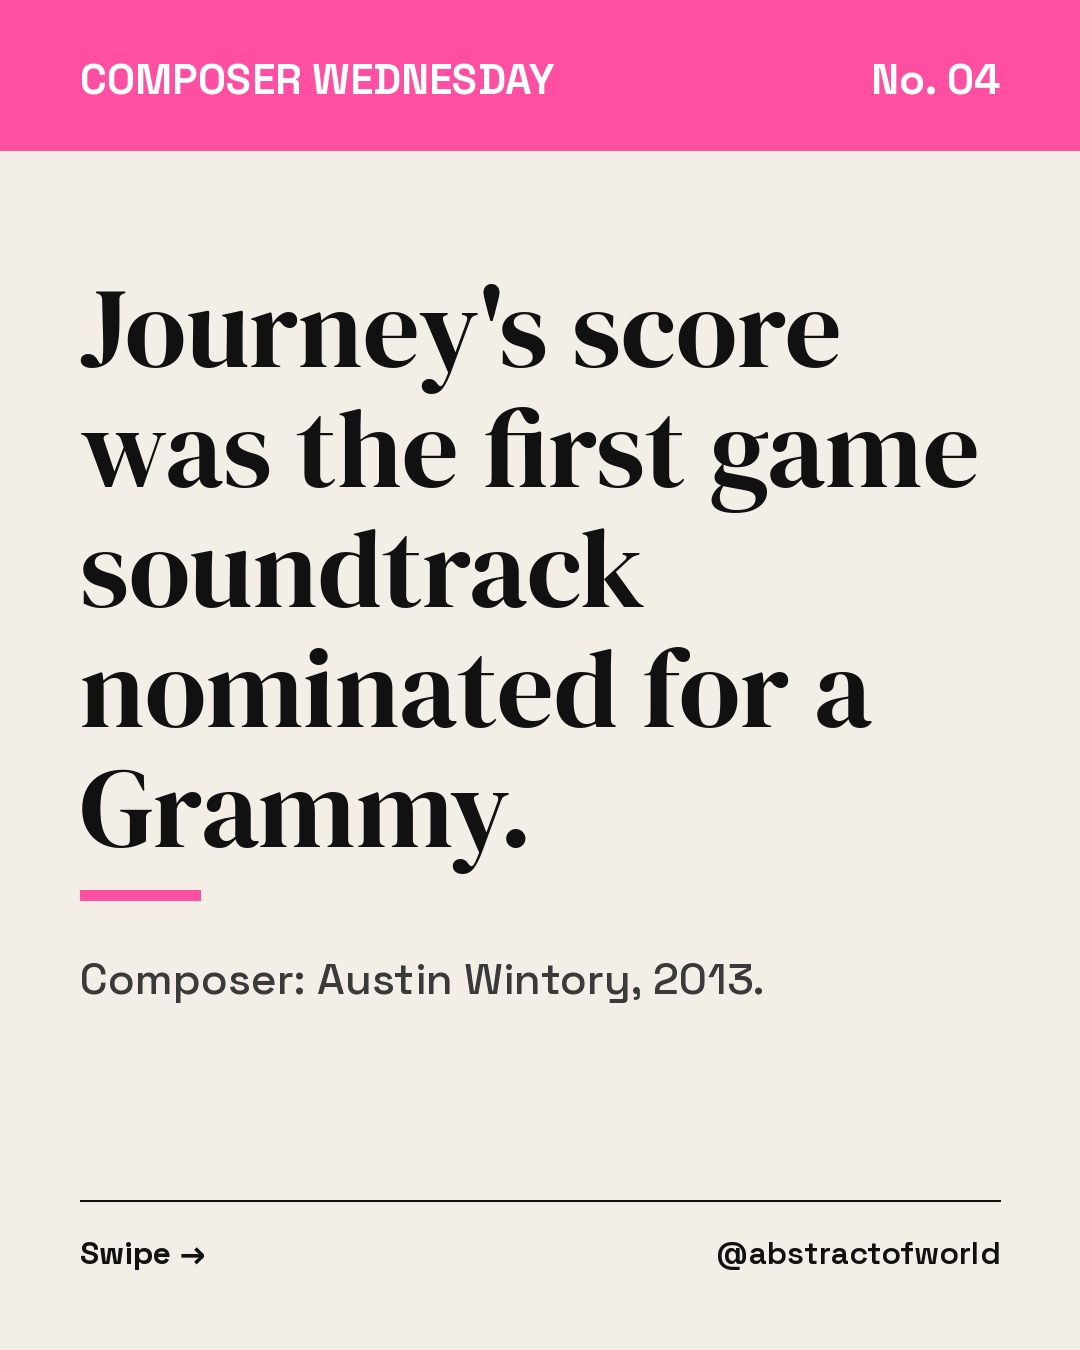 COMPOSER WEDNESDAY
No. 04
Journey's score
was the first game
soundtrack
nominated for a
Grammy.
Composer: Austin Wintory, 2013.
Swipe →
@abstractofworld